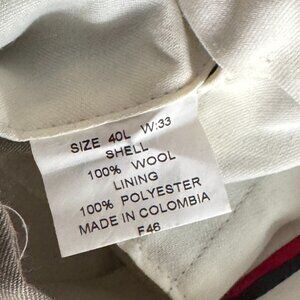 SIZE 40L W:33
SHELL
100% WOOL
LINING
100% POLYESTER
MADE IN COLOMBIA
F46